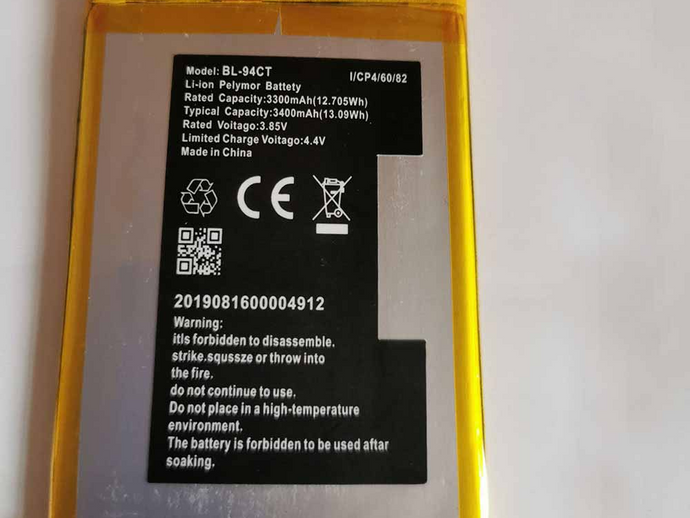 Model: BL-94CT
I/CP4/60/82
Li-ion Polymor Battety
Rated Capacity:3300mAh(12.705Wh)
Typical Capacity:3400mAh(13.09Wh)
Rated Voitago:3.85V
Limited Charge Voitago:4.4V
Made in China
CE
2019081600004912
Warning:
itIs forbidden to disassemble.
strike.squssze or throw into
the fire.
do not continue to use.
Do not place in a high-temperature
environment.
The battery is forbidden to be used aftar
soaking.